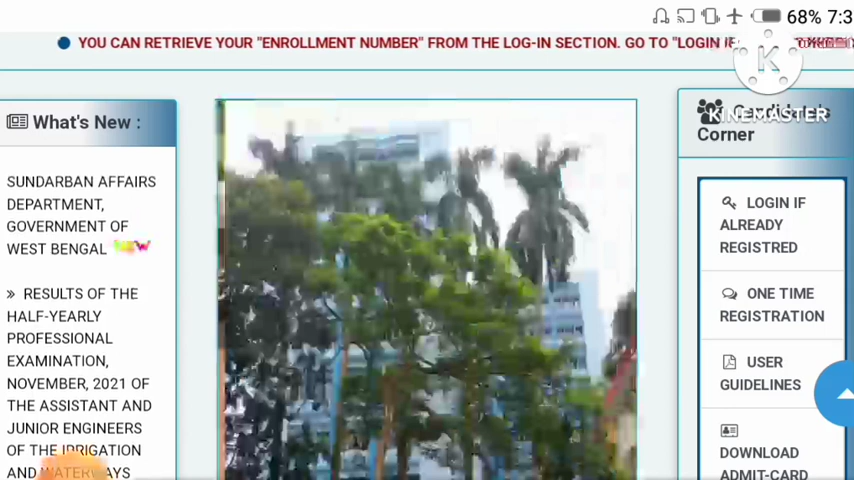 68% 7:3
YOU CAN RETRIEVE YOUR "ENROLLMENT NUMBER" FROM THE LOG-IN SECTION. GO TO "LOGIN
KINEMASTER
What's New :
SUNDARBAN AFFAIRS
DEPARTMENT,
GOVERNMENT OF
WEST BENGAL
» RESULTS OF THE
HALF-YEARLY
PROFESSIONAL
EXAMINATION,
NOVEMBER, 2021 OF
THE ASSISTANT AND
JUNIOR ENGINEERS
OF THE IRRIGATION
AND WATERWAYS
Candidate's
Corner
LOGIN IF
ALREADY
REGISTRED
ONE TIME
REGISTRATION
USER
GUIDELINES
DOWNLOAD
ADMIT-CARD